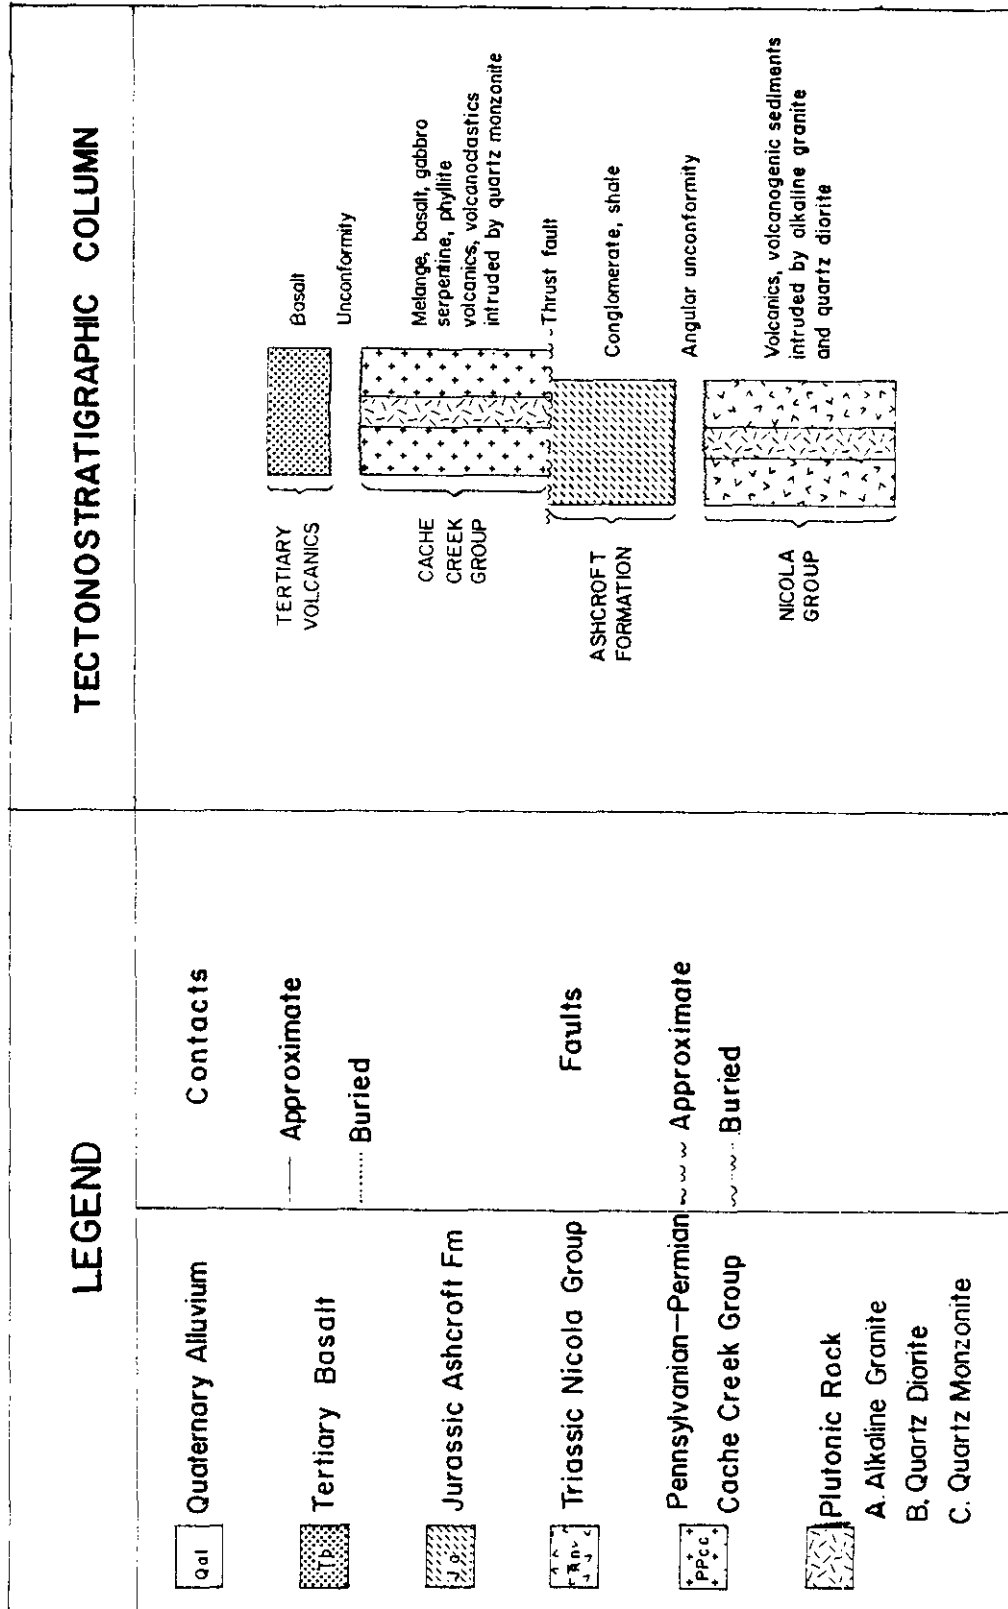 LEGEND
Qal
Quaternary Alluvium
Tb
Tertiary Basalt
Jurassic Ashcroft Fm
Triassic Nicola Group
PPcc
Pennsylvanian–Permian
Cache Creek Group
Plutonic Rock
A. Alkaline Granite
B. Quartz Diorite
C. Quartz Monzonite
Contacts
Approximate
Buried
Faults
Approximate
Buried
TECTONOSTRATIGRAPHIC COLUMN
TERTIARY
VOLCANICS
Basalt
Unconformity
CACHE
CREEK
GROUP
Melange, basalt, gabbro
serpentine, phyllite
volcanics, volcanoclastics
intruded by quartz monzonite
Thrust fault
ASHCROFT
FORMATION
Conglomerate, shale
Angular unconformity
NICOLA
GROUP
Volcanics, volcanogenic sediments
intruded by alkaline granite
and quartz diorite